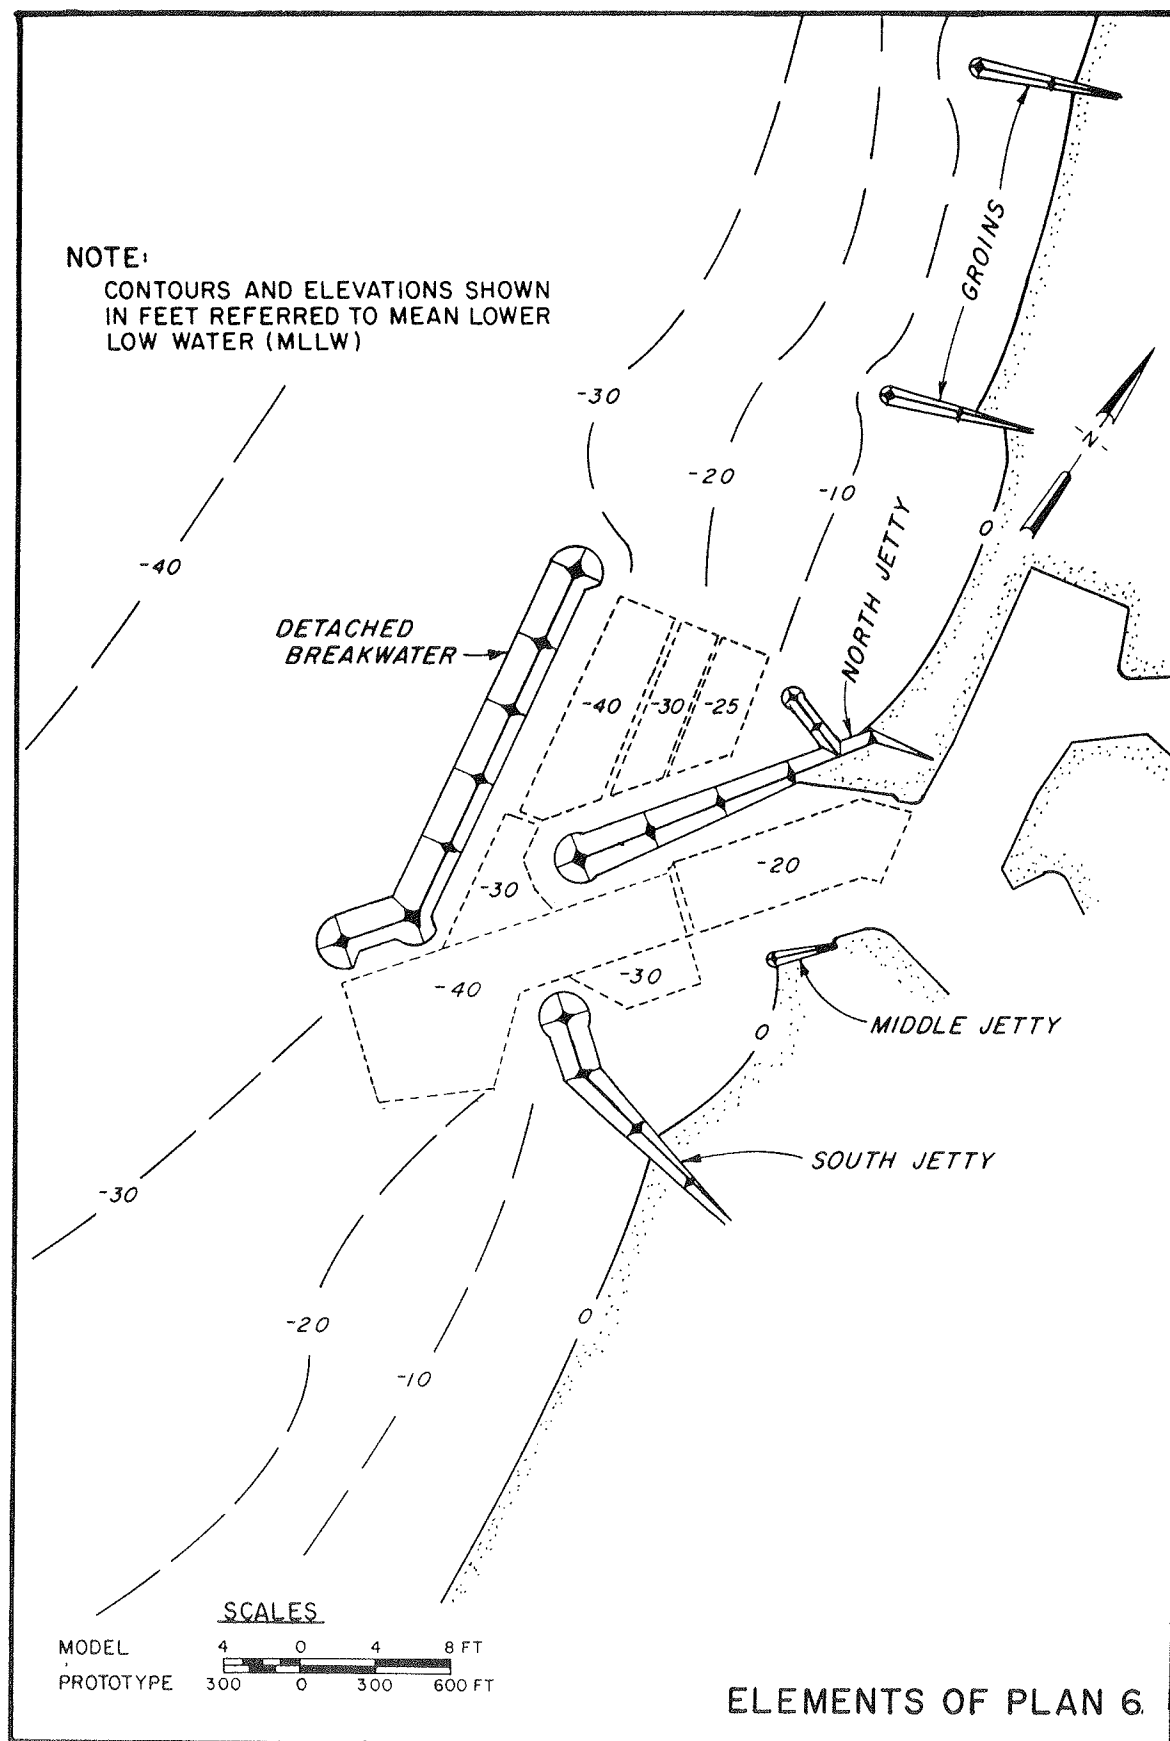 NOTE:
CONTOURS AND ELEVATIONS SHOWN
IN FEET REFERRED TO MEAN LOWER
LOW WATER (MLLW)
GROINS
-30
-20
-10
0
-N-
-40
NORTH JETTY
DETACHED
BREAKWATER
-40
-30
-25
-20
-30
-40
-30
MIDDLE JETTY
0
SOUTH JETTY
-30
-20
0
-10
SCALES
MODEL 4 0 4 8 FT
PROTOTYPE 300 0 300 600 FT
ELEMENTS OF PLAN 6